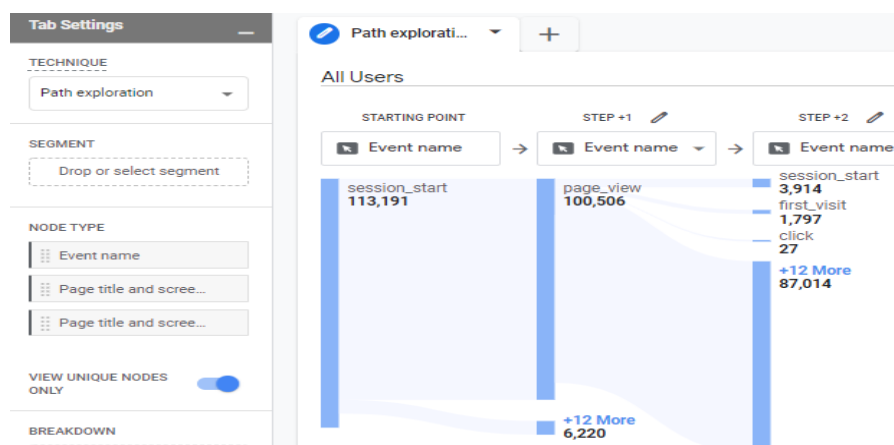 Tab Settings
TECHNIQUE
Path exploration
SEGMENT
Drop or select segment
NODE TYPE
Event name
Page title and scree...
Page title and scree...
VIEW UNIQUE NODES
ONLY
BREAKDOWN
Path explorati...
All Users
STARTING POINT
Event name
session_start
113,191
STEP +1
Event name
page_view
100,506
+12 More
6,220
STEP +2
Event name
session_start
3,914
first_visit
1,797
click
27
+12 More
87,014